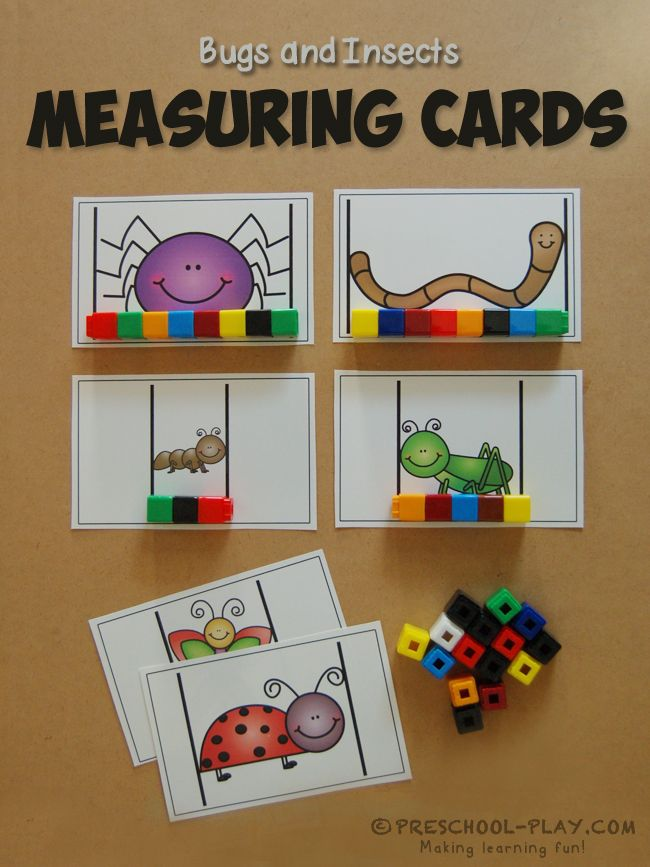 Bugs and Insects
MEASURING CARDS
© PRESCHOOL-PLAY.COM
Making learning fun!